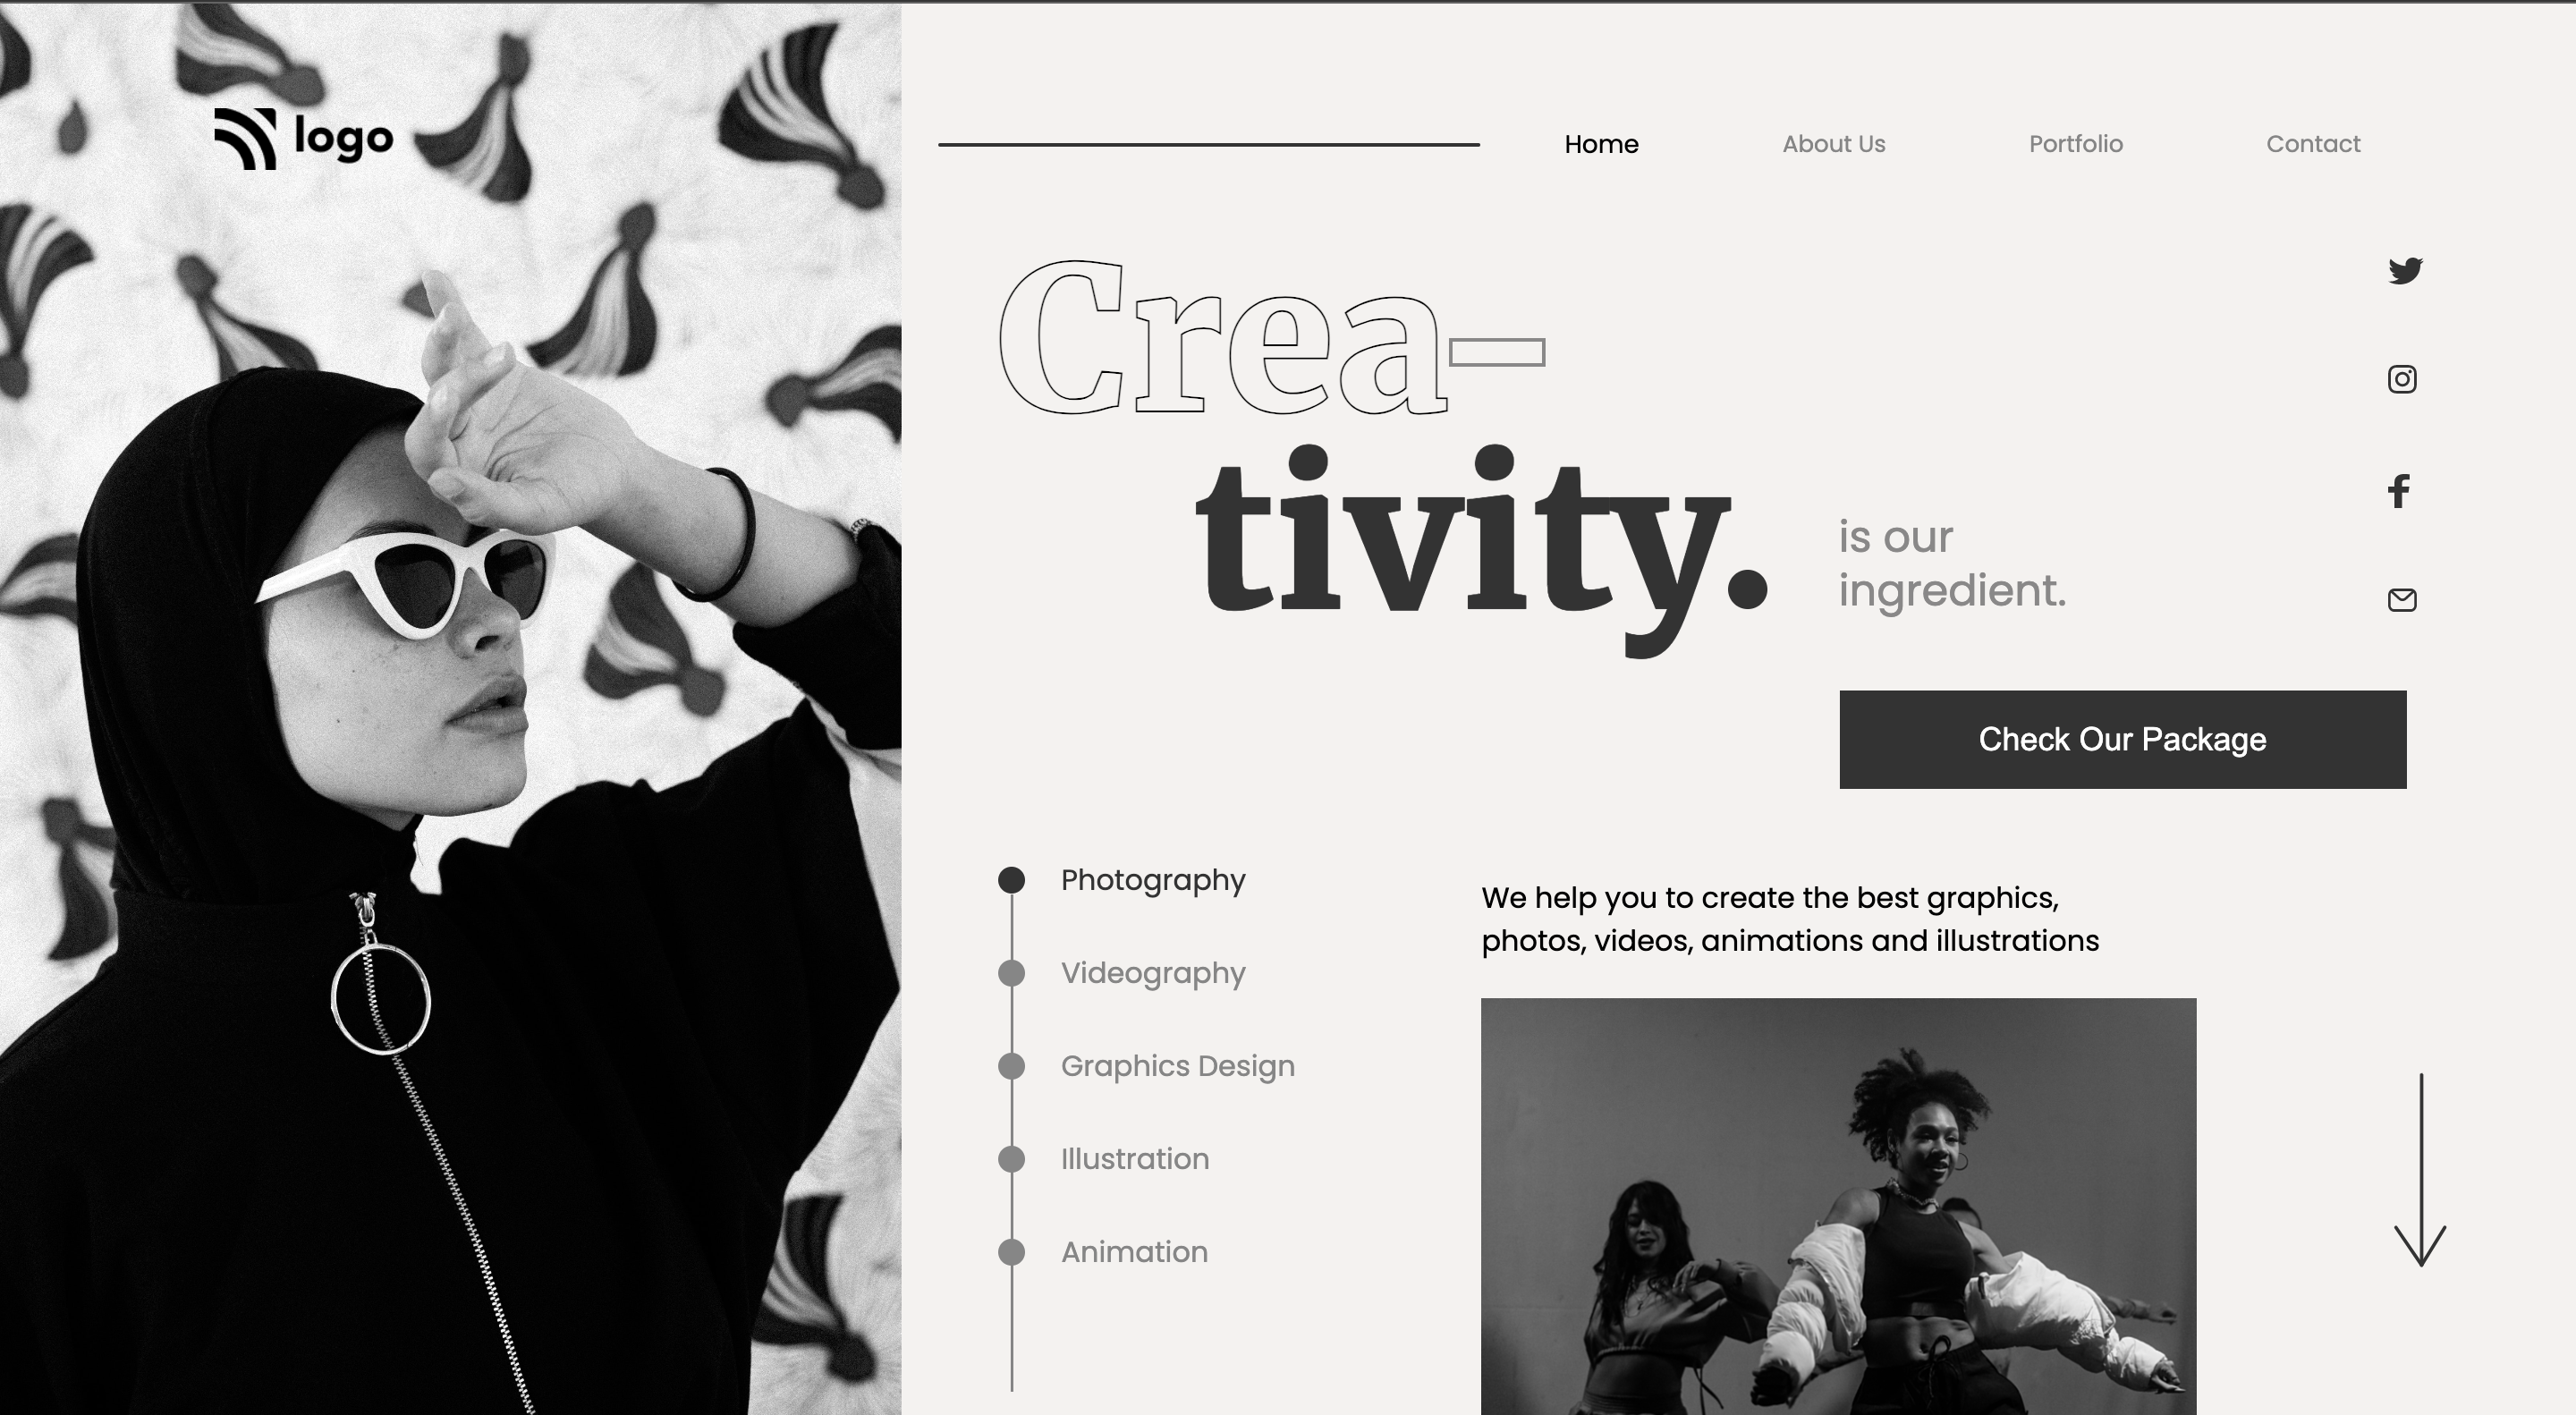 logo
Home
About Us
Portfolio
Contact
Crea-
tivity.
is our
ingredient.
Check Our Package
Photography
Videography
Graphics Design
Illustration
Animation
We help you to create the best graphics,
photos, videos, animations and illustrations